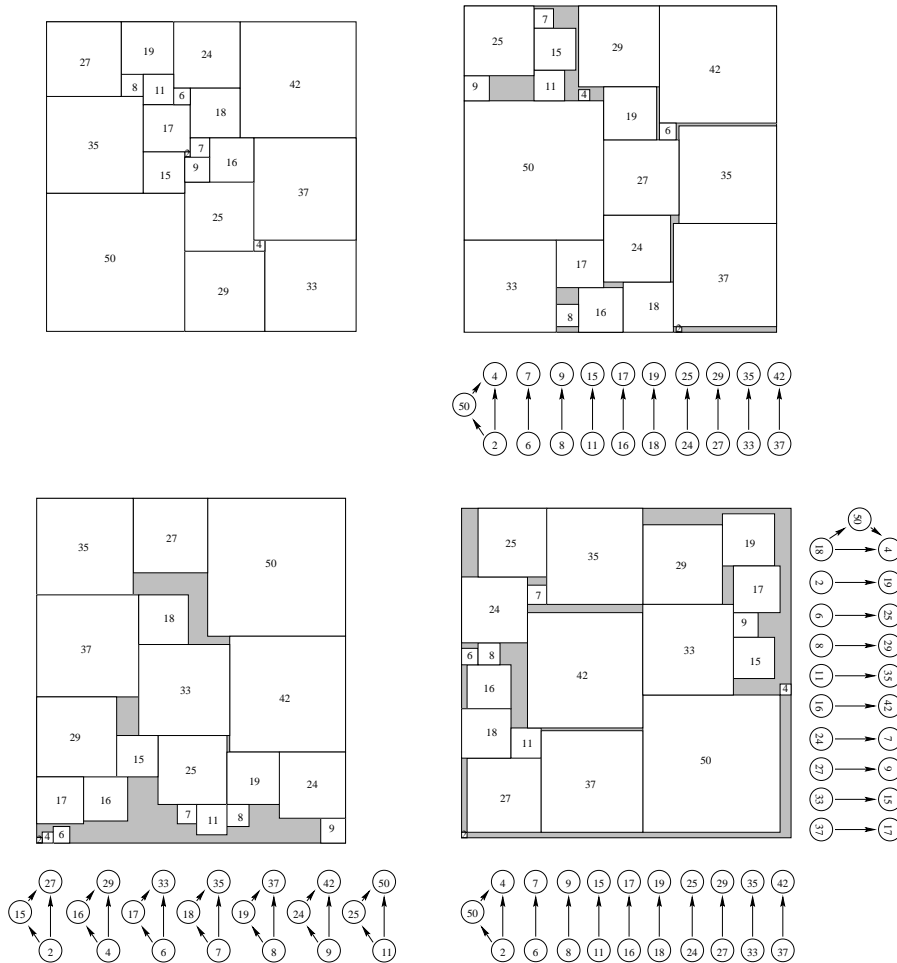 27 19 24 42
8 11 6 18
35 17
2 7 16
15 9 37
25
50 4
29 33
25 7 15 29 42
9 11 4
19 6
50 27 35
24
33 17 37
8 16 18 2
4 7 9 15 17 19 25 29 35 42
50
2 6 8 11 16 18 24 27 33 37
35 27 50
18
37 33
42
29 15
25 19 24
17 16
7 11 8 9
2 4 6
27 29 33 35 37 42 50
15 16 17 18 19 24 25
2 4 6 7 8 9 11
25 35 29 19
7 17
24 9
42 33
6 8 15
16 4
18 11
50
27 37
2
50
18 4
2 19
6 25
8 29
11 35
16 42
24 7
27 9
33 15
37 17
4 7 9 15 17 19 25 29 35 42
50
2 6 8 11 16 18 24 27 33 37